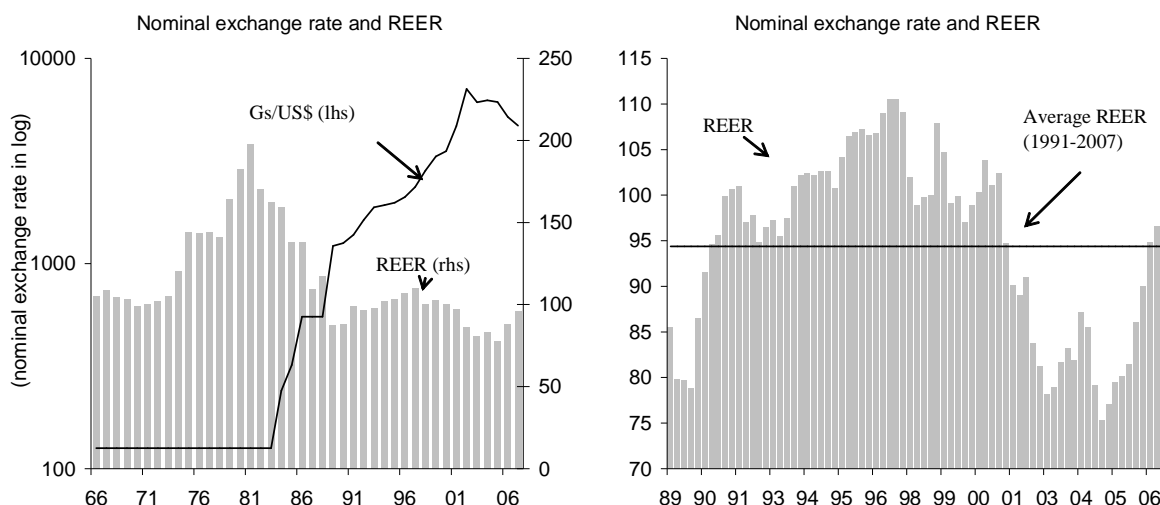 Nominal exchange rate and REER
10000
1000
100
(nominal exchange rate in log)
250
200
150
100
50
0
Gs/US$ (lhs)
REER (rhs)
66 71 76 81 86 91 96 01 06
Nominal exchange rate and REER
115
110
105
100
95
90
85
80
75
70
REER
Average REER
(1991-2007)
89 90 91 93 94 95 96 98 99 00 01 03 04 05 06